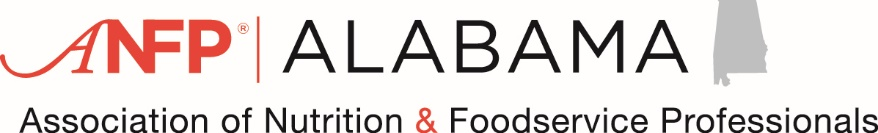 ANFP® | ALABAMA
Association of Nutrition & Foodservice Professionals